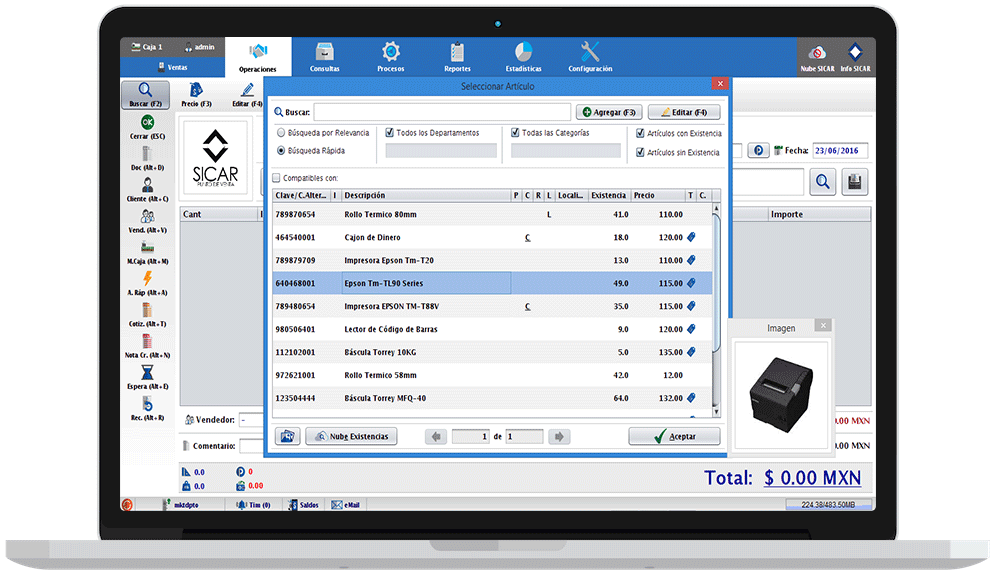 Caja 1 admin
Ventas
Operaciones
Consultas
Procesos
Reportes
Estadísticas
Configuración
Nube SICAR
Info SICAR
Buscar (F2)
Precio (F3)
Editar (F4)
Cerrar (ESC)
Doc (Alt+D)
Cliente (Alt+C)
Vend. (Alt+V)
M.Caja (Alt+M)
A. Ráp (Alt+A)
Cotiz. (Alt+T)
Nota Cr. (Alt+N)
Espera (Alt+E)
Rec. (Alt+R)
SICAR
PUNTO DE VENTA
Fecha: 23/06/2016
Cant
Importe
Seleccionar Artículo
Buscar:
Agregar (F3)
Editar (F4)
Búsqueda por Relevancia
Todos los Departamentos
Todas las Categorías
Artículos con Existencia
Búsqueda Rápida
Artículos sin Existencia
Compatibles con:
Clave/C.Alter... I Descripción P C R L Locali... Existencia Precio T C.
789870654 Rollo Termico 80mm L 41.0 110.00
464540001 Cajon de Dinero C 18.0 120.00
789879709 Impresora Epson Tm-T20 13.0 110.00
640468001 Epson Tm-TL90 Series 49.0 115.00
789480654 Impresora EPSON TM-T88V C 35.0 115.00
980506401 Lector de Código de Barras 9.0 120.00
112102001 Báscula Torrey 10KG 5.0 135.00
972621001 Rollo Termico 58mm 42.0 12.00
123504444 Báscula Torrey MFQ-40 64.0 132.00
Nube Existencias
1 de 1
Aceptar
Imagen
Vendedor: -
.00 MXN
Comentario:
.00 MXN
0.0 0
0.0 0.00
Total: $ 0.00 MXN
mktdpto
Tim (0)
Saldos
eMail
224.38/483.50MB